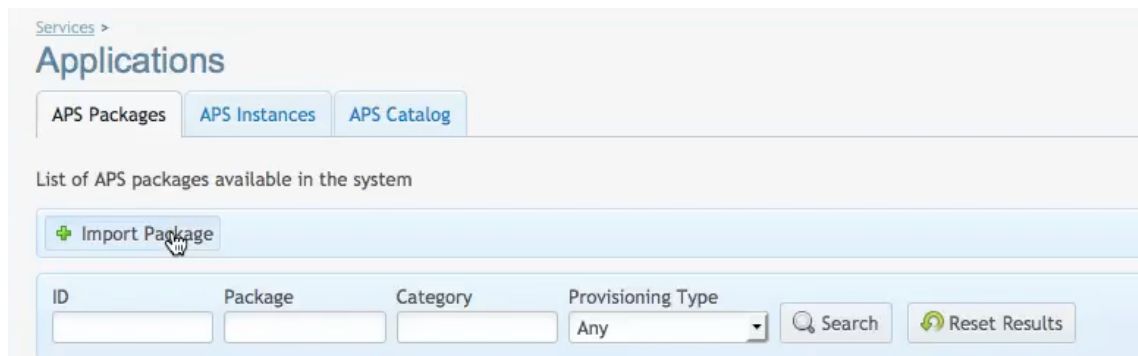 Services >
Applications
APS Packages APS Instances APS Catalog
List of APS packages available in the system
Import Package
ID Package Category Provisioning Type
Any Search Reset Results